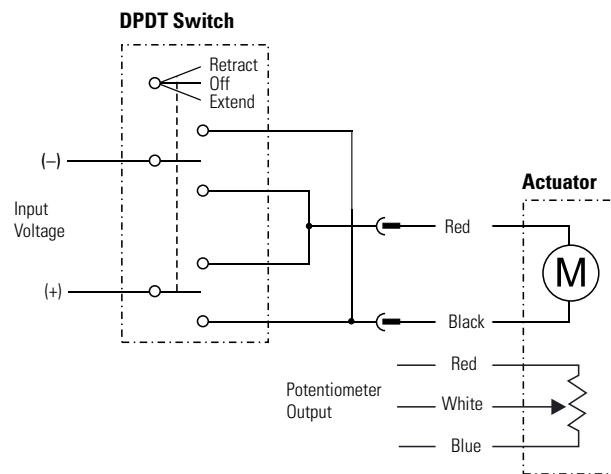 DPDT Switch
Retract
Off
Extend
(–)
Input
Voltage
(+)
Actuator
Red
M
Black
Red
Potentiometer
Output
White
Blue